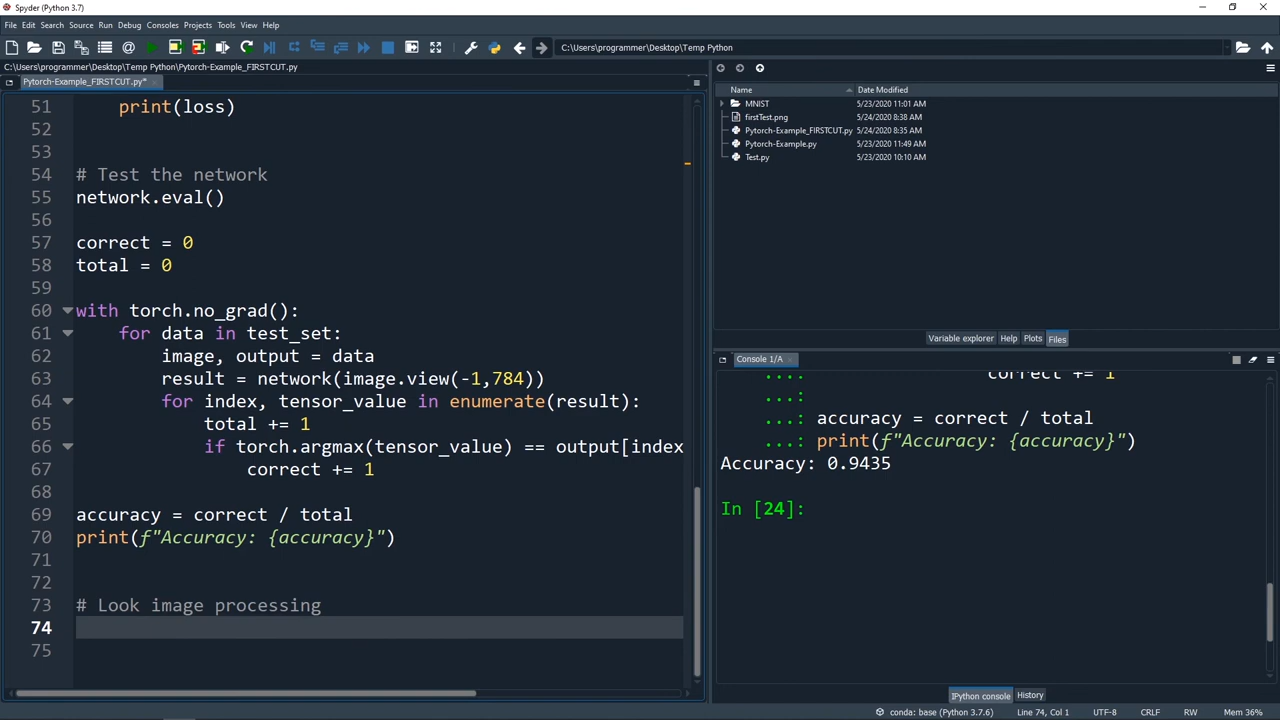 Spyder (Python 3.7)
File Edit Search Source Run Debug Consoles Projects Tools View Help
C:\Users\programmer\Desktop\Temp Python
C:\Users\programmer\Desktop\Temp Python\Pytorch-Example_FIRSTCUT.py
Pytorch-Example_FIRSTCUT.py*
51 print(loss)
52
53
54 # Test the network
55 network.eval()
56
57 correct = 0
58 total = 0
59
60 with torch.no_grad():
61 for data in test_set:
62 image, output = data
63 result = network(image.view(-1,784))
64 for index, tensor_value in enumerate(result):
65 total += 1
66 if torch.argmax(tensor_value) == output[index
67 correct += 1
68
69 accuracy = correct / total
70 print(f"Accuracy: {accuracy}")
71
72
73 # Look image processing
74
75
Name Date Modified
MNIST 5/23/2020 11:01 AM
firstTest.png 5/24/2020 8:38 AM
Pytorch-Example_FIRSTCUT.py 5/24/2020 8:35 AM
Pytorch-Example.py 5/23/2020 11:49 AM
Test.py 5/23/2020 10:10 AM
Variable explorer Help Plots Files
Console 1/A
...: correct += 1
...:
...: accuracy = correct / total
...: print(f"Accuracy: {accuracy}")
Accuracy: 0.9435
In [24]:
IPython console History
conda: base (Python 3.7.6) Line 74, Col 1 UTF-8 CRLF RW Mem 36%